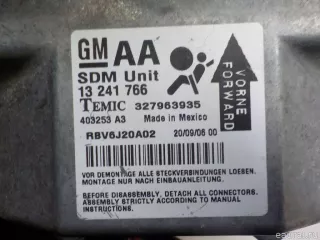 GM AA
SDM Unit
13 241 766
TEMIC 327963935
403253 A3 Made in Mexico
RBV6J20A02 20/09/06 00
VORNE
FORWARD
VOR DEMONTAGE ALLE STECKVERBINDUNGEN LOESEN.
MONTAGE NUR NACH EINBAUANLEITUNG.
BEFORE DISASSEMBLY, DETACH ALL CONNECTORS.
ASSEMBLY STRICTLY ACCORDING TO MANUAL
INSTRUCTIONS.